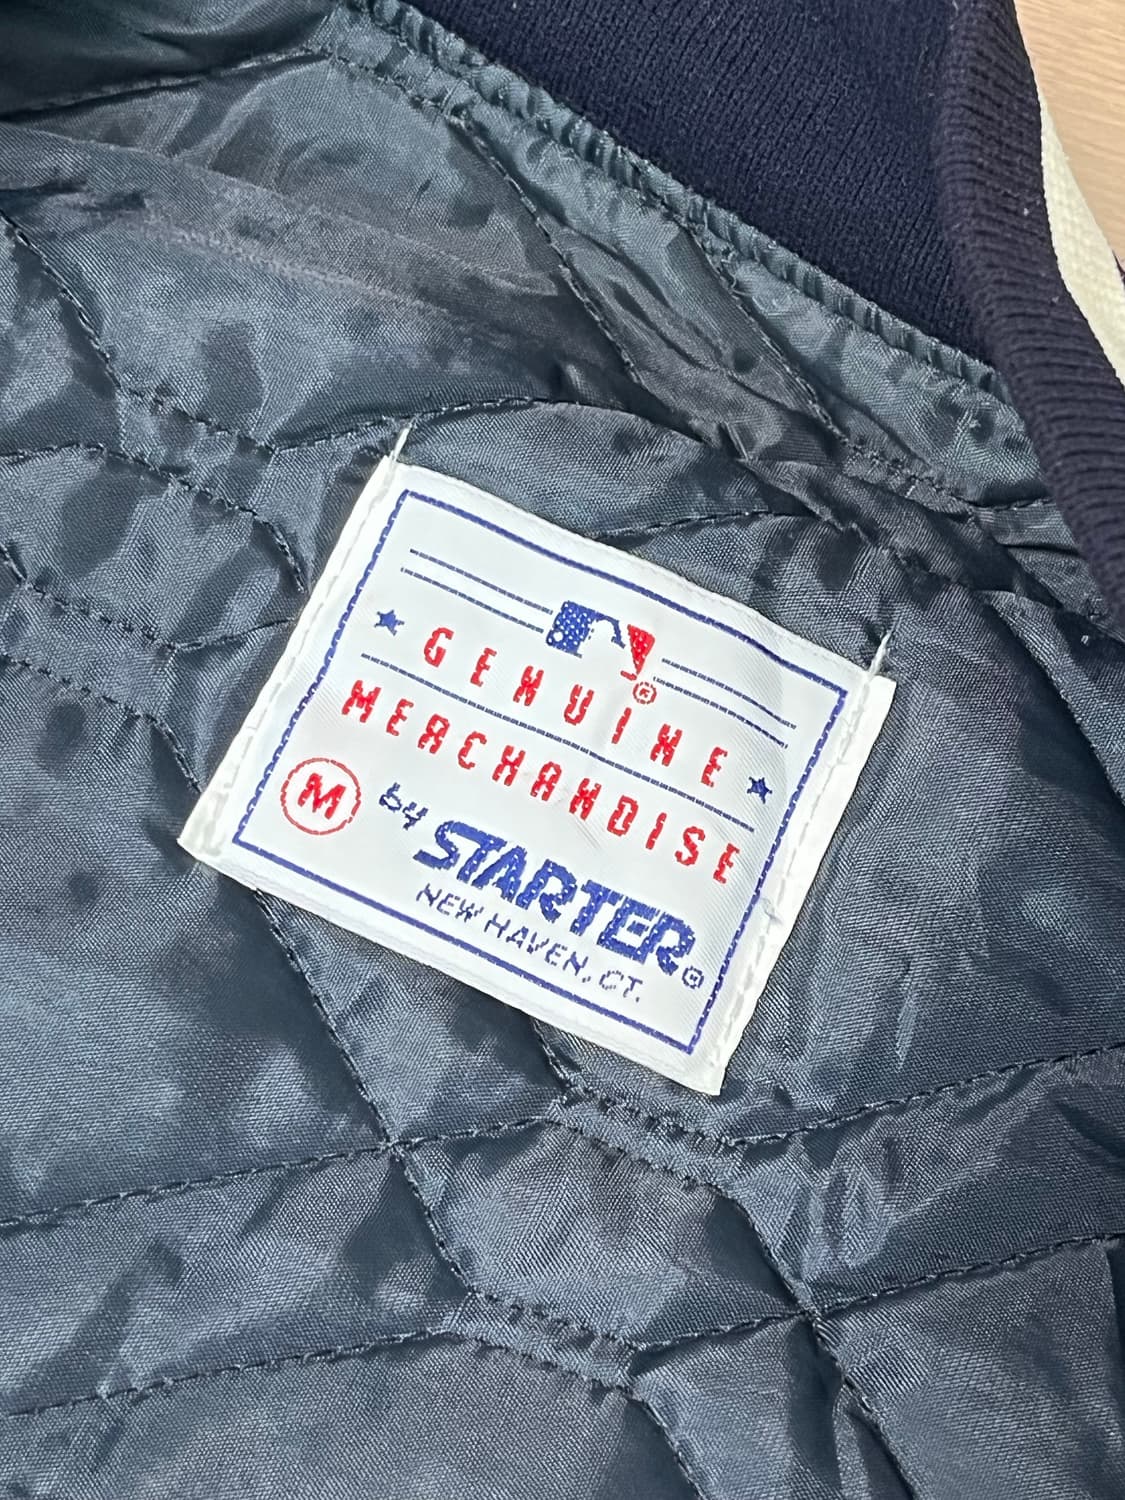 GENUINE
MERCHANDISE
M
by
STARTER®
NEW HAVEN, CT.